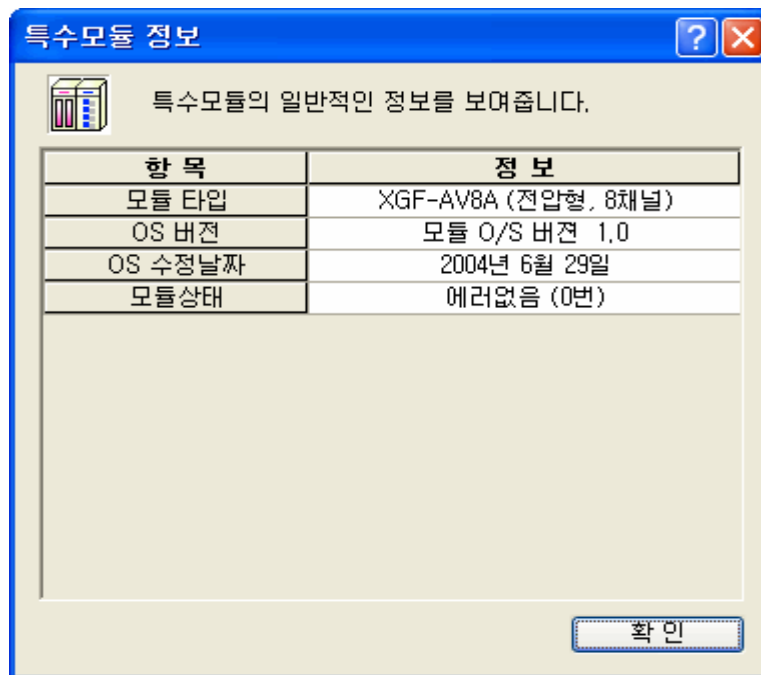 특수모듈 정보
특수모듈의 일반적인 정보를 보여줍니다.
항 목 정 보
모듈 타입 XGF-AV8A (전압형, 8채널)
OS 버전 모듈 O/S 버젼 1.0
OS 수정날짜 2004년 6월 29일
모듈상태 에러없음 (0번)
확 인